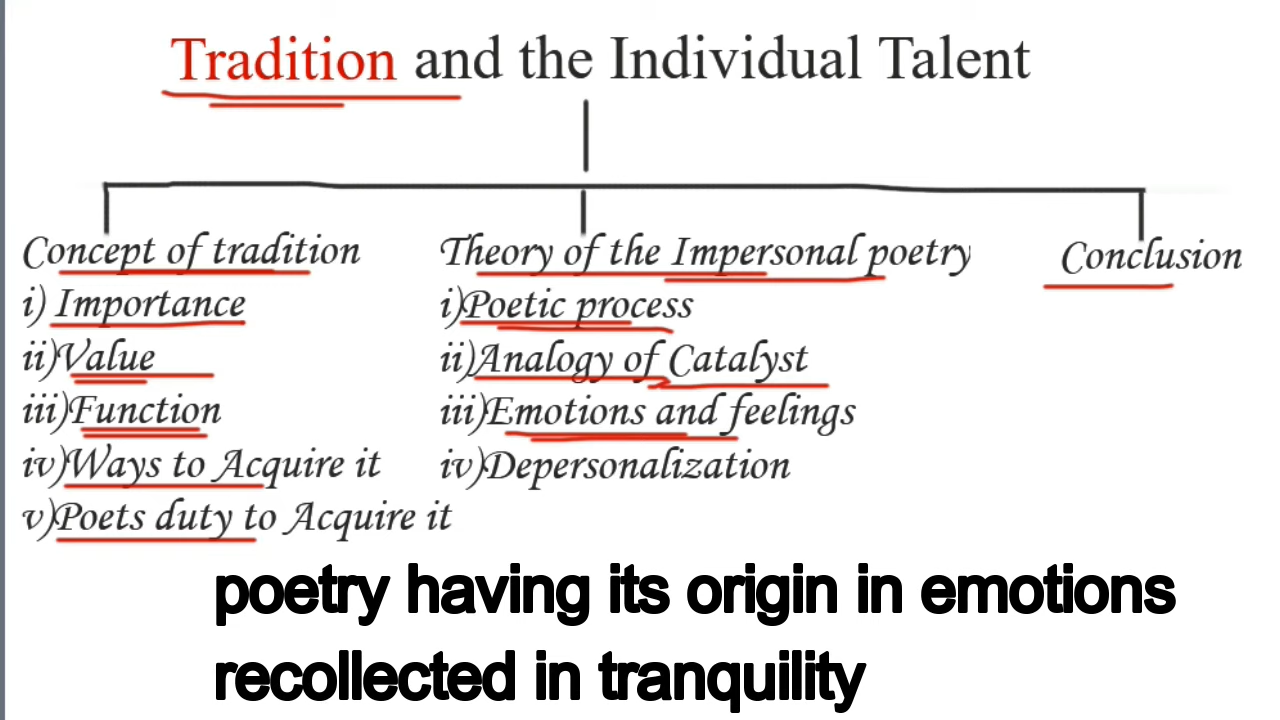 Tradition and the Individual Talent
Concept of tradition
i) Importance
ii)Value
iii)Function
iv)Ways to Acquire it
v)Poets duty to Acquire it
Theory of the Impersonal poetry
i)Poetic process
ii)Analogy of Catalyst
iii)Emotions and feelings
iv)Depersonalization
Conclusion
poetry having its origin in emotions
recollected in tranquility